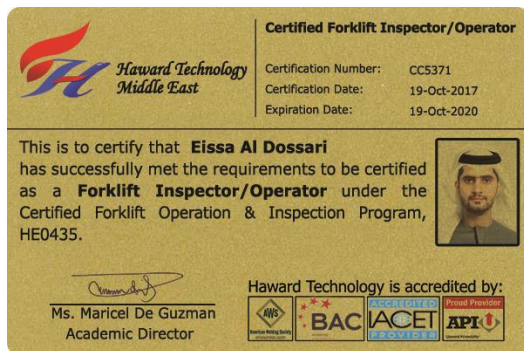 Haward Technology
Middle East
Certified Forklift Inspector/Operator
Certification Number: CC5371
Certification Date: 19-Oct-2017
Expiration Date: 19-Oct-2020
This is to certify that Eissa Al Dossari
has successfully met the requirements to be certified
as a Forklift Inspector/Operator under the
Certified Forklift Operation & Inspection Program,
HE0435.
Ms. Maricel De Guzman
Academic Director
Haward Technology is accredited by:
AWS
American Welding Society
BAC
ACCREDITED
IACET
PROVIDER
Proud Provider
API